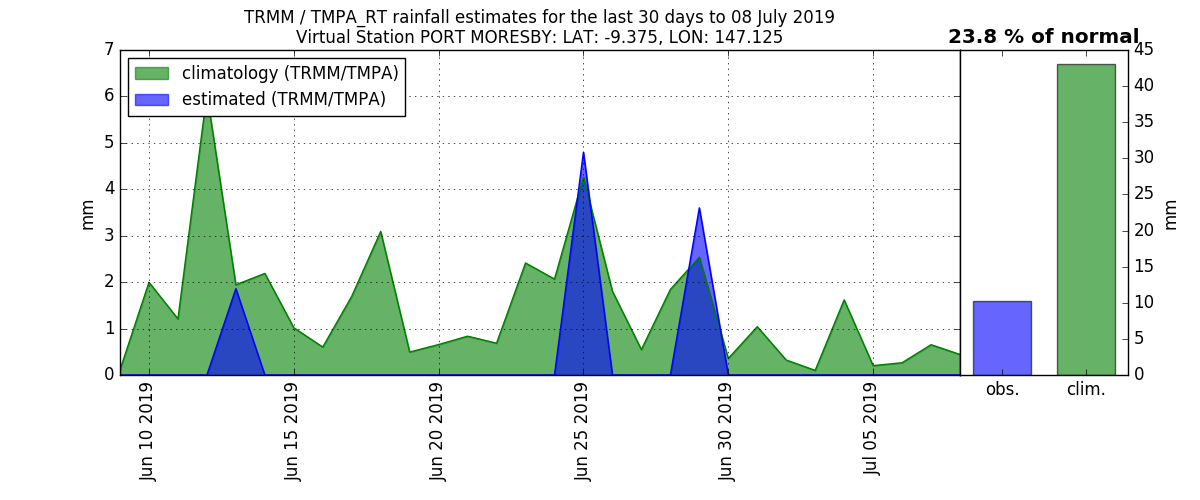 TRMM / TMPA_RT rainfall estimates for the last 30 days to 08 July 2019
Virtual Station PORT MORESBY: LAT: -9.375, LON: 147.125
23.8 % of normal
climatology (TRMM/TMPA)
estimated (TRMM/TMPA)
7
6
5
4
3
2
1
0
mm
Jun 10 2019
Jun 15 2019
Jun 20 2019
Jun 25 2019
Jun 30 2019
Jul 05 2019
45
40
35
30
25
20
15
10
5
0
mm
obs.
clim.